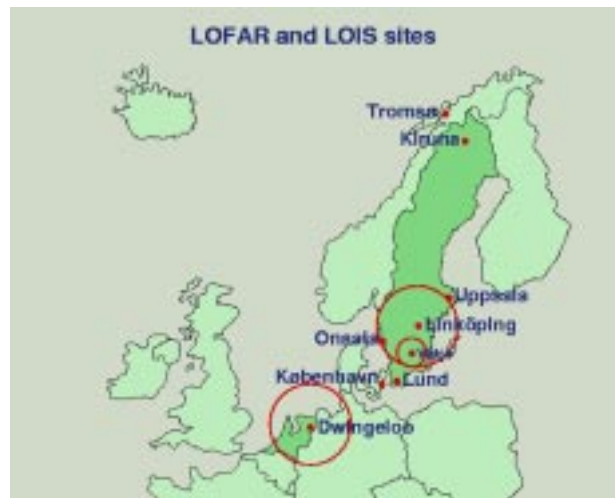 LOFAR and LOIS sites
Tromsø
Kiruna
Uppsala
Linköping
Onsala
København
Lund
Dwingeloo